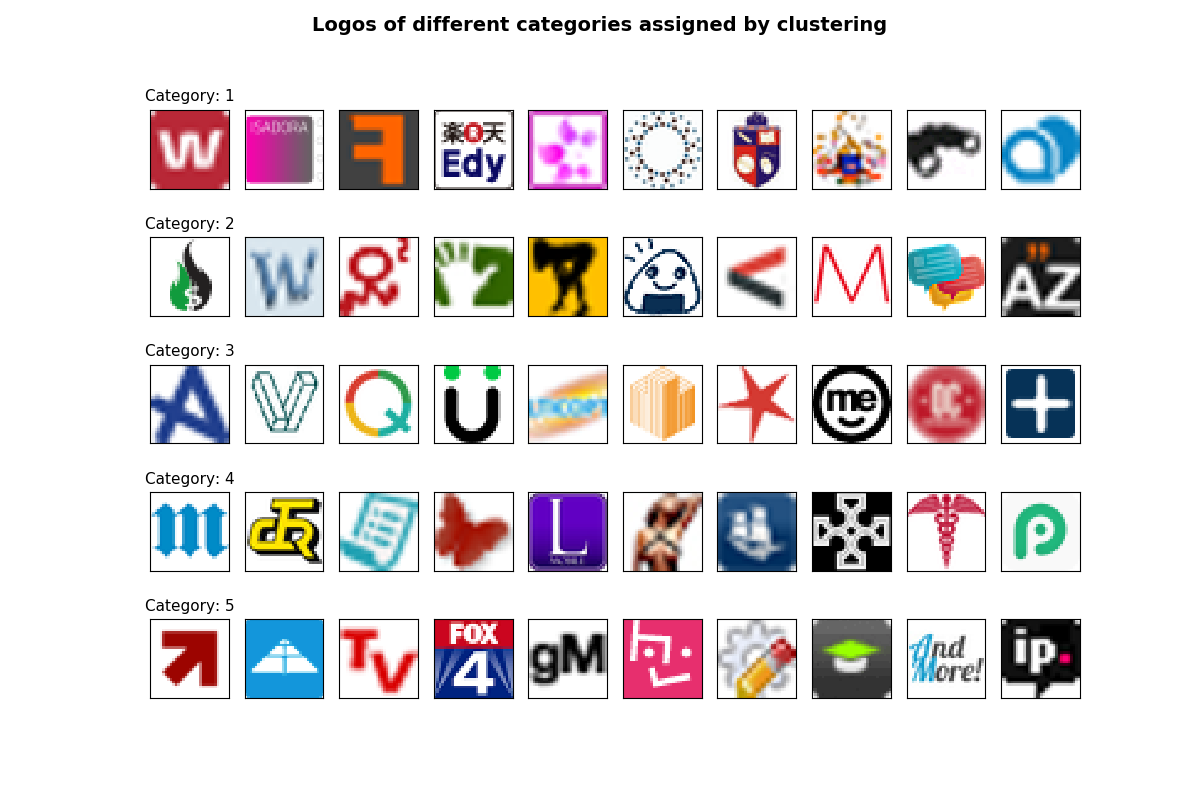 Logos of different categories assigned by clustering
Category: 1
W
ISADORA
F
楽天
Edy
Category: 2
W
$
<
M
"
AZ
Category: 3
A
V
Q
Ü
me
OC
+
Category: 4
m
L
p
Category: 5
TV
FOX
4
gM
And
More!
ip.